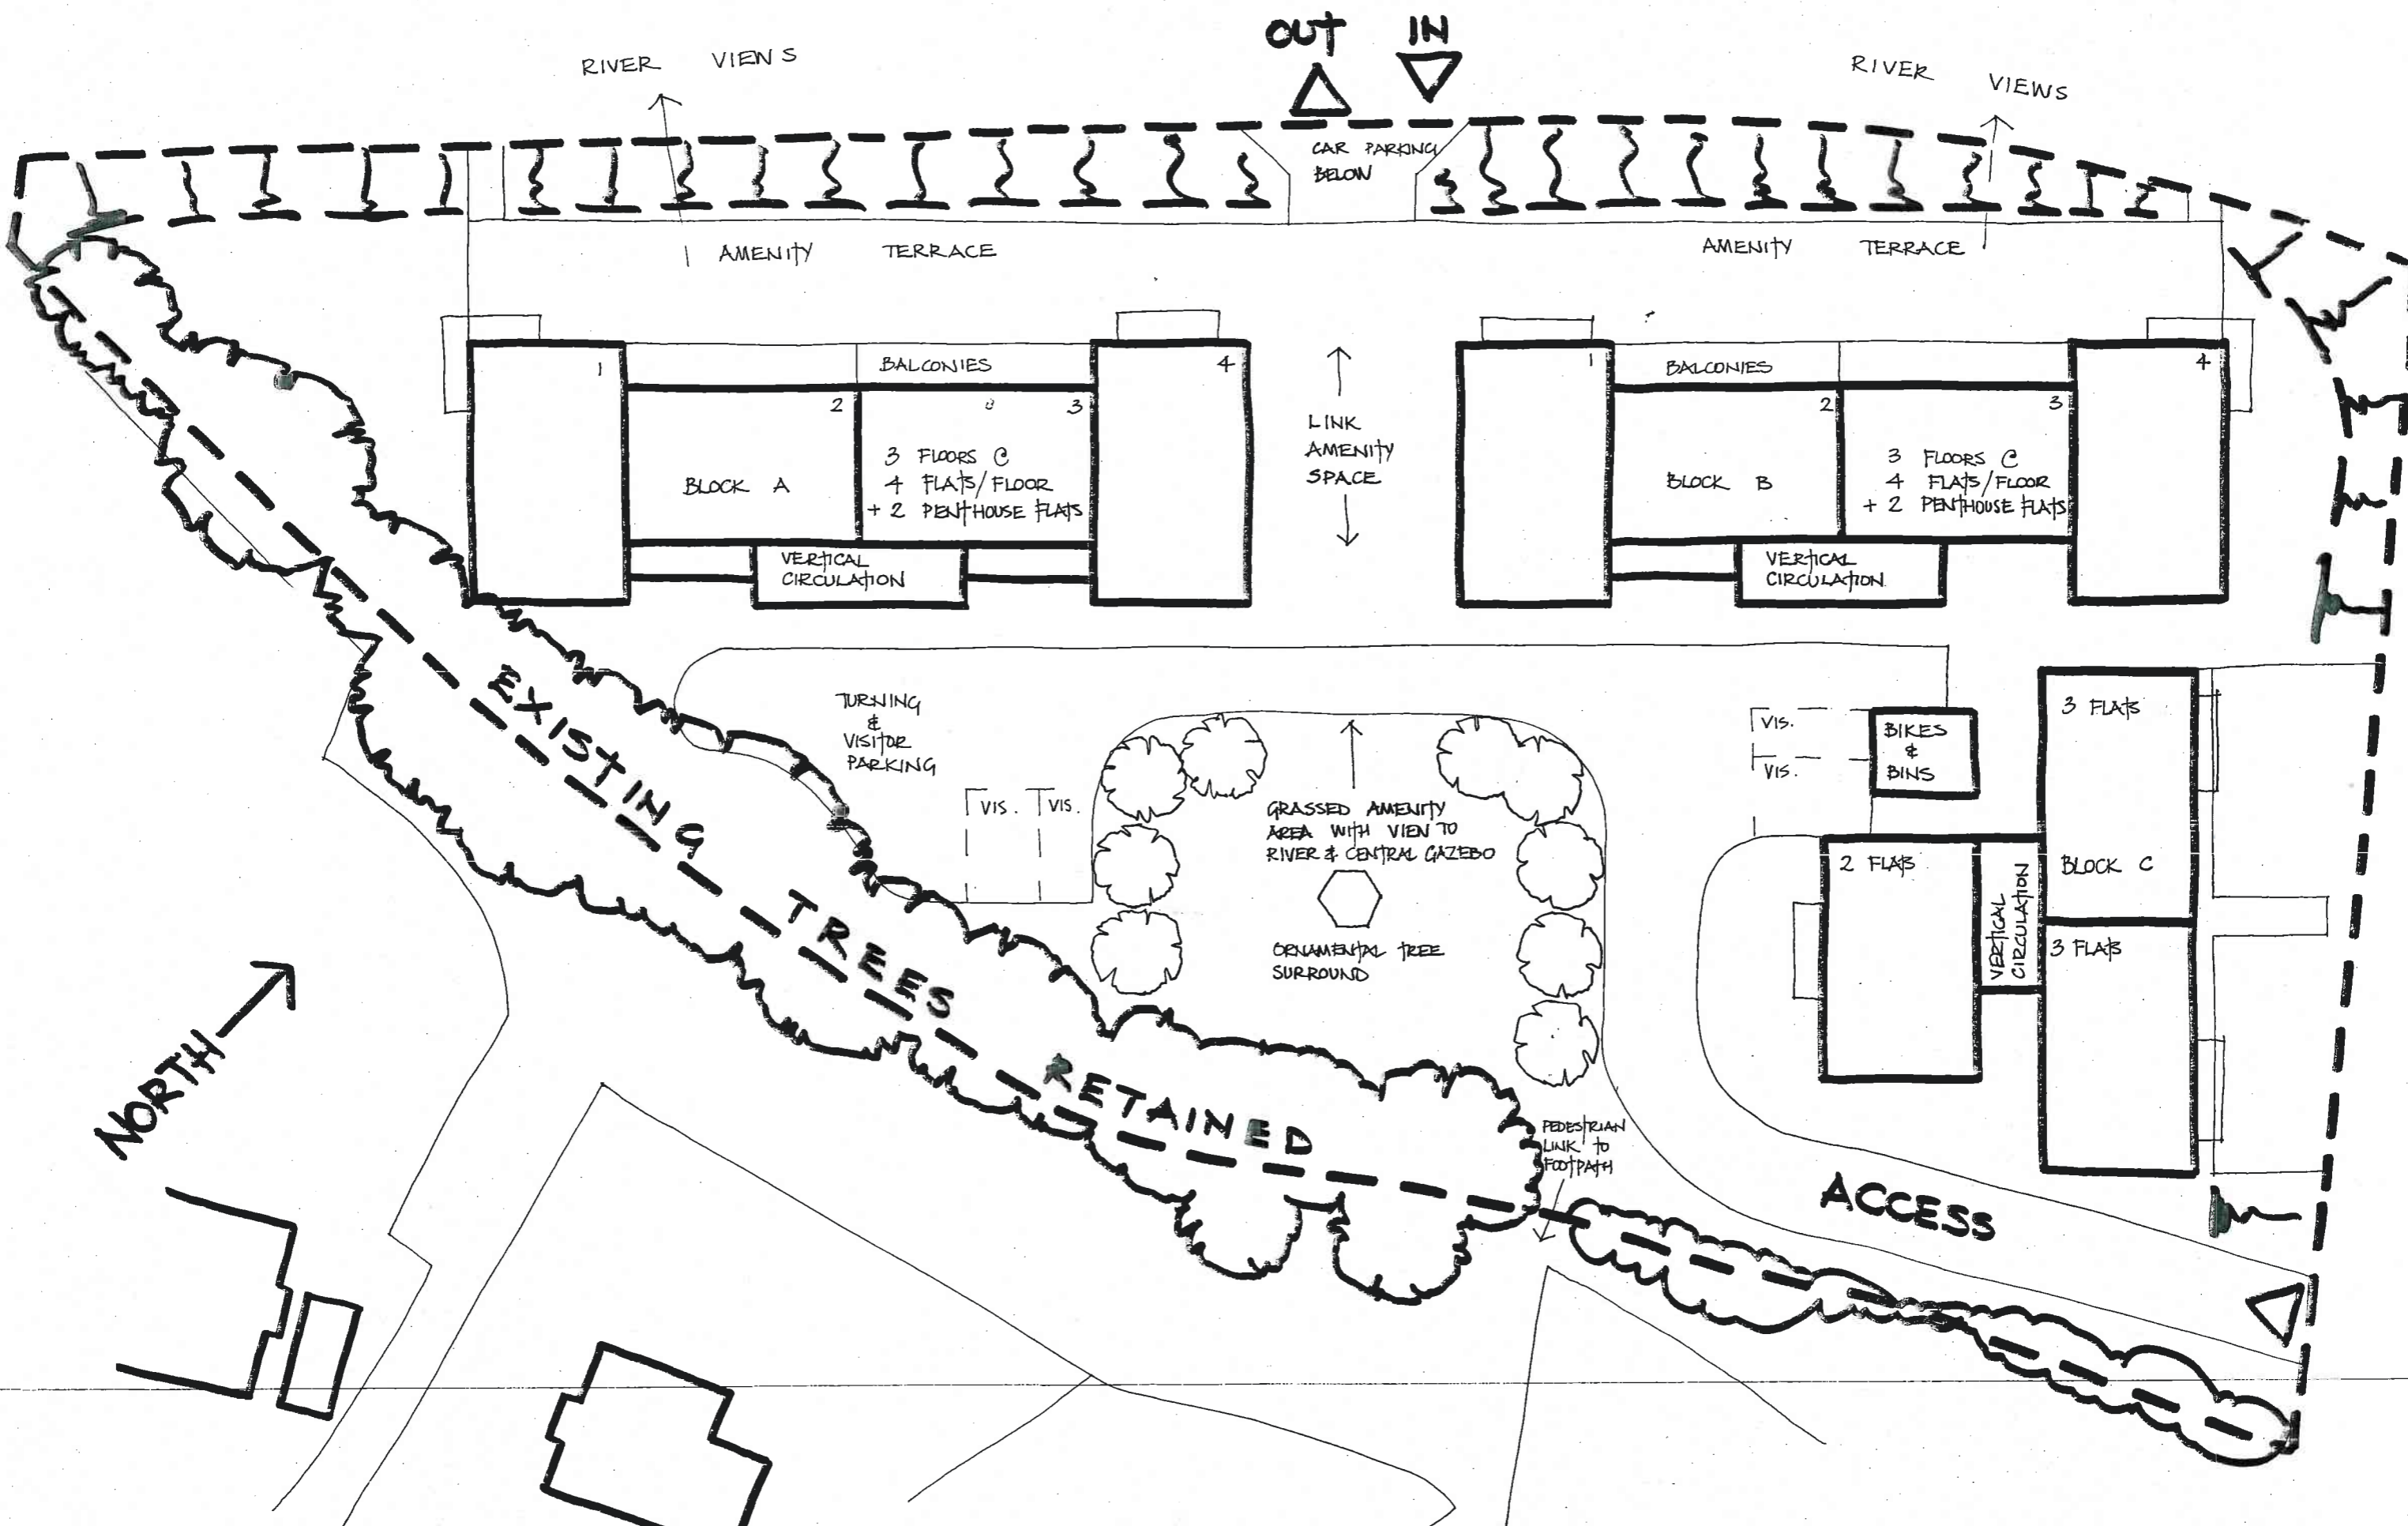 OUT
IN
RIVER VIEWS
RIVER VIEWS
CAR PARKING
BELOW
AMENITY TERRACE
AMENITY TERRACE
1
BALONIES
4
2
3
3 FLOORS @
4 FLATS/FLOOR
+ 2 PENTHOUSE FLATS
BLOCK A
VERTICAL
CIRCULATION
LINK
AMENITY
SPACE
1
BALCONIES
4
2
3
3 FLOORS @
4 FLATS/FLOOR
+ 2 PENTHOUSE FLATS
BLOCK B
VERTICAL
CIRCULATION
EXISTING TREES RETAINED
TURNING
&
VISITOR
PARKING
VIS.
VIS.
GRASSED AMENITY
AREA WITH VIEW TO
RIVER & CENTRAL GAZEBO
ORNAMENTAL TREE
SURROUND
VIS.
VIS.
BIKES
&
BINS
3 FLATS
2 FLATS
VERTICAL
CIRCULATION
BLOCK C
3 FLATS
PEDESTRIAN
LINK TO
FOOTPATH
ACCESS
NORTH